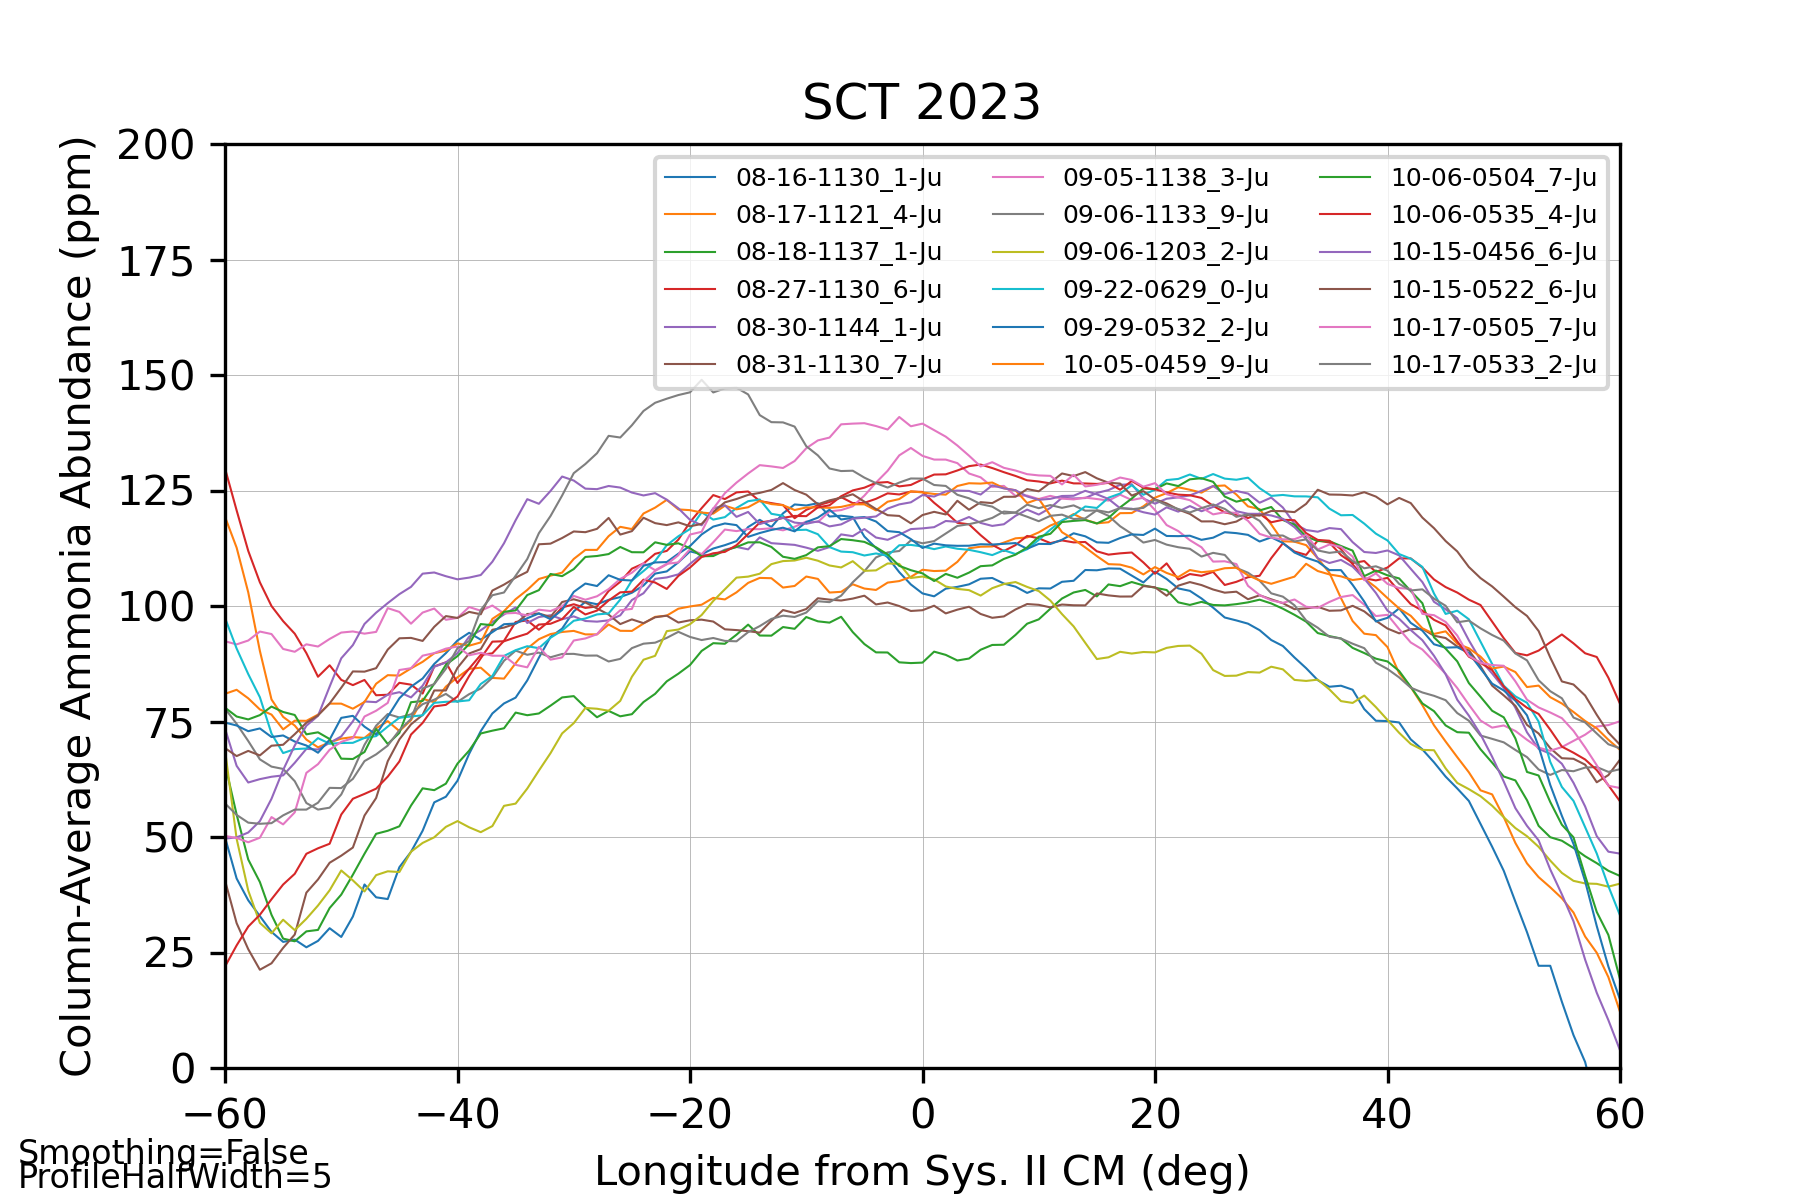 SCT 2023
Column-Average Ammonia Abundance (ppm)
200
175
150
125
100
75
50
25
0
08-16-1130_1-Ju
08-17-1121_4-Ju
08-18-1137_1-Ju
08-27-1130_6-Ju
08-30-1144_1-Ju
08-31-1130_7-Ju
09-05-1138_3-Ju
09-06-1133_9-Ju
09-06-1203_2-Ju
09-22-0629_0-Ju
09-29-0532_2-Ju
10-05-0459_9-Ju
10-06-0504_7-Ju
10-06-0535_4-Ju
10-15-0456_6-Ju
10-15-0522_6-Ju
10-17-0505_7-Ju
10-17-0533_2-Ju
−60 −40 −20 0 20 40 60
Longitude from Sys. II CM (deg)
Smoothing=False
ProfileHalfWidth=5